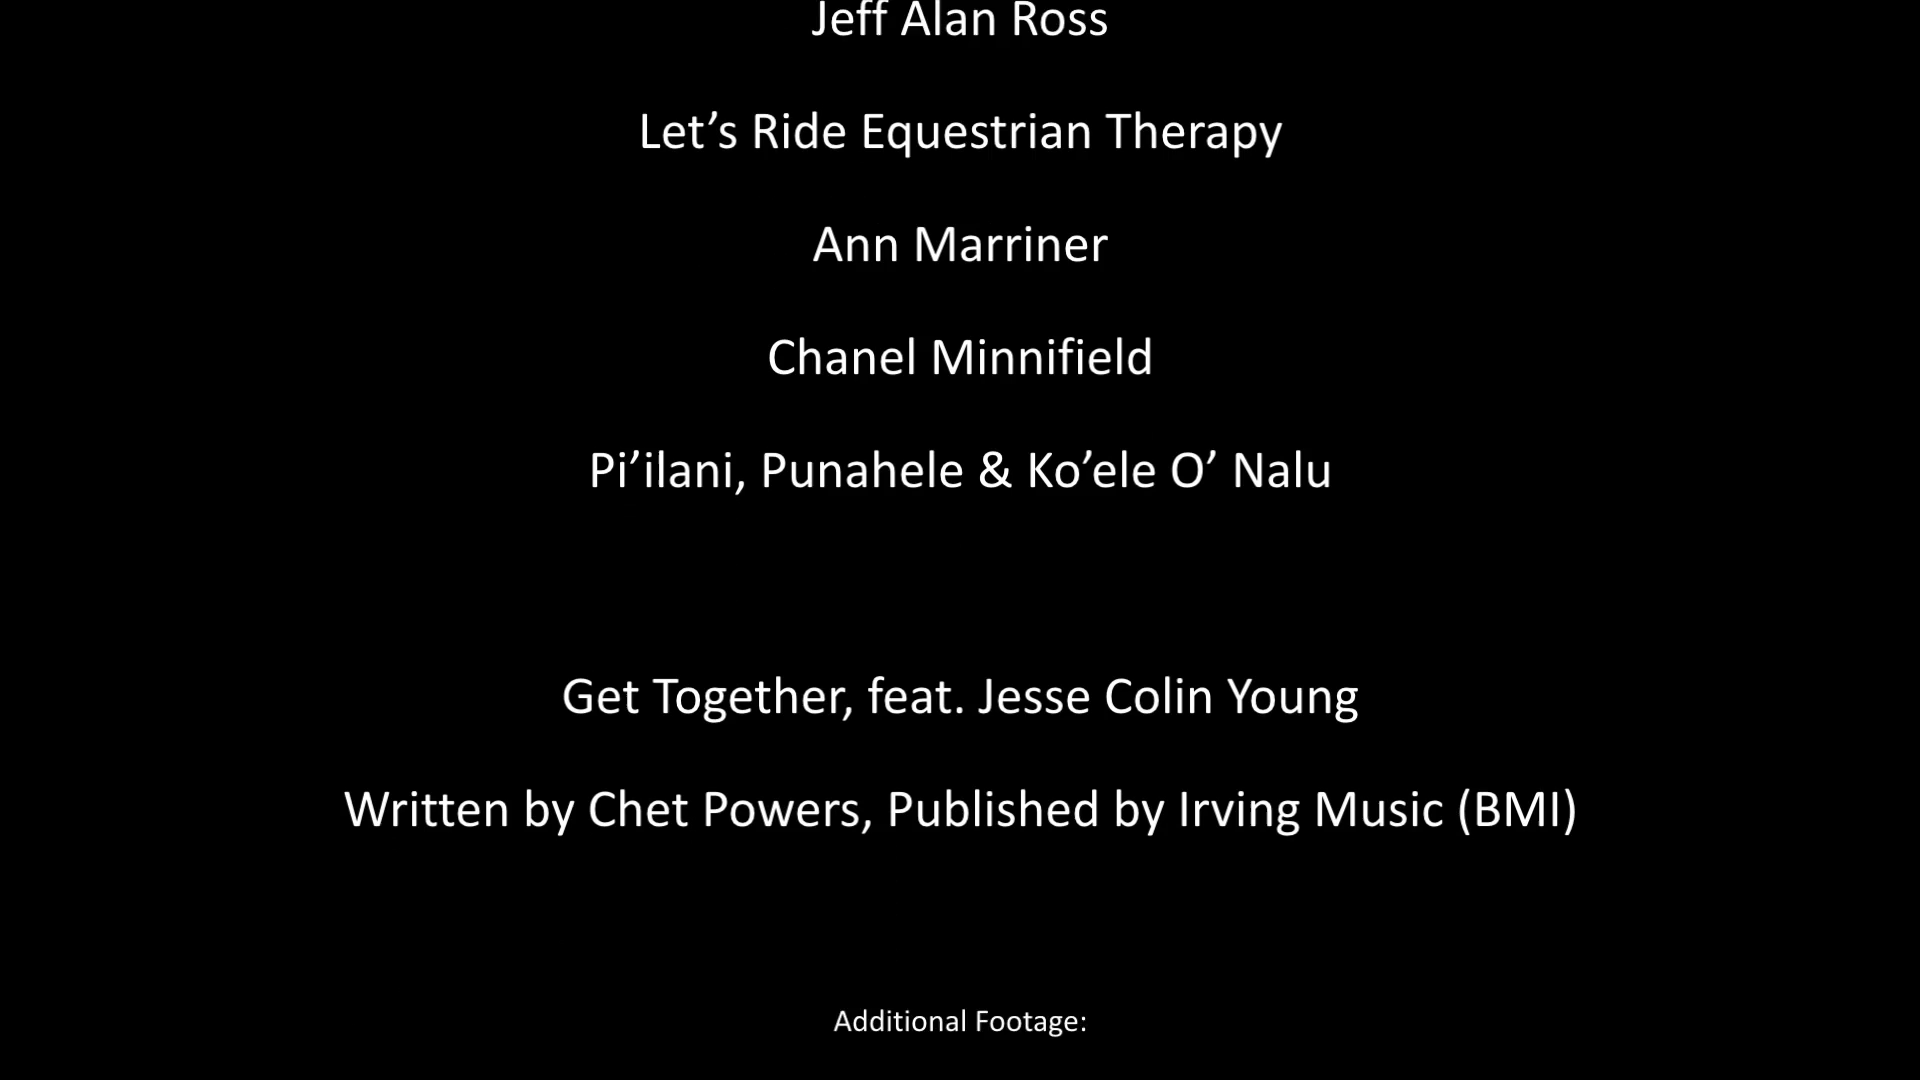 Jeff Alan Ross
Let’s Ride Equestrian Therapy
Ann Marriner
Chanel Minnifield
Pi’ilani, Punahele & Ko’ele O’ Nalu
Get Together, feat. Jesse Colin Young
Written by Chet Powers, Published by Irving Music (BMI)
Additional Footage: